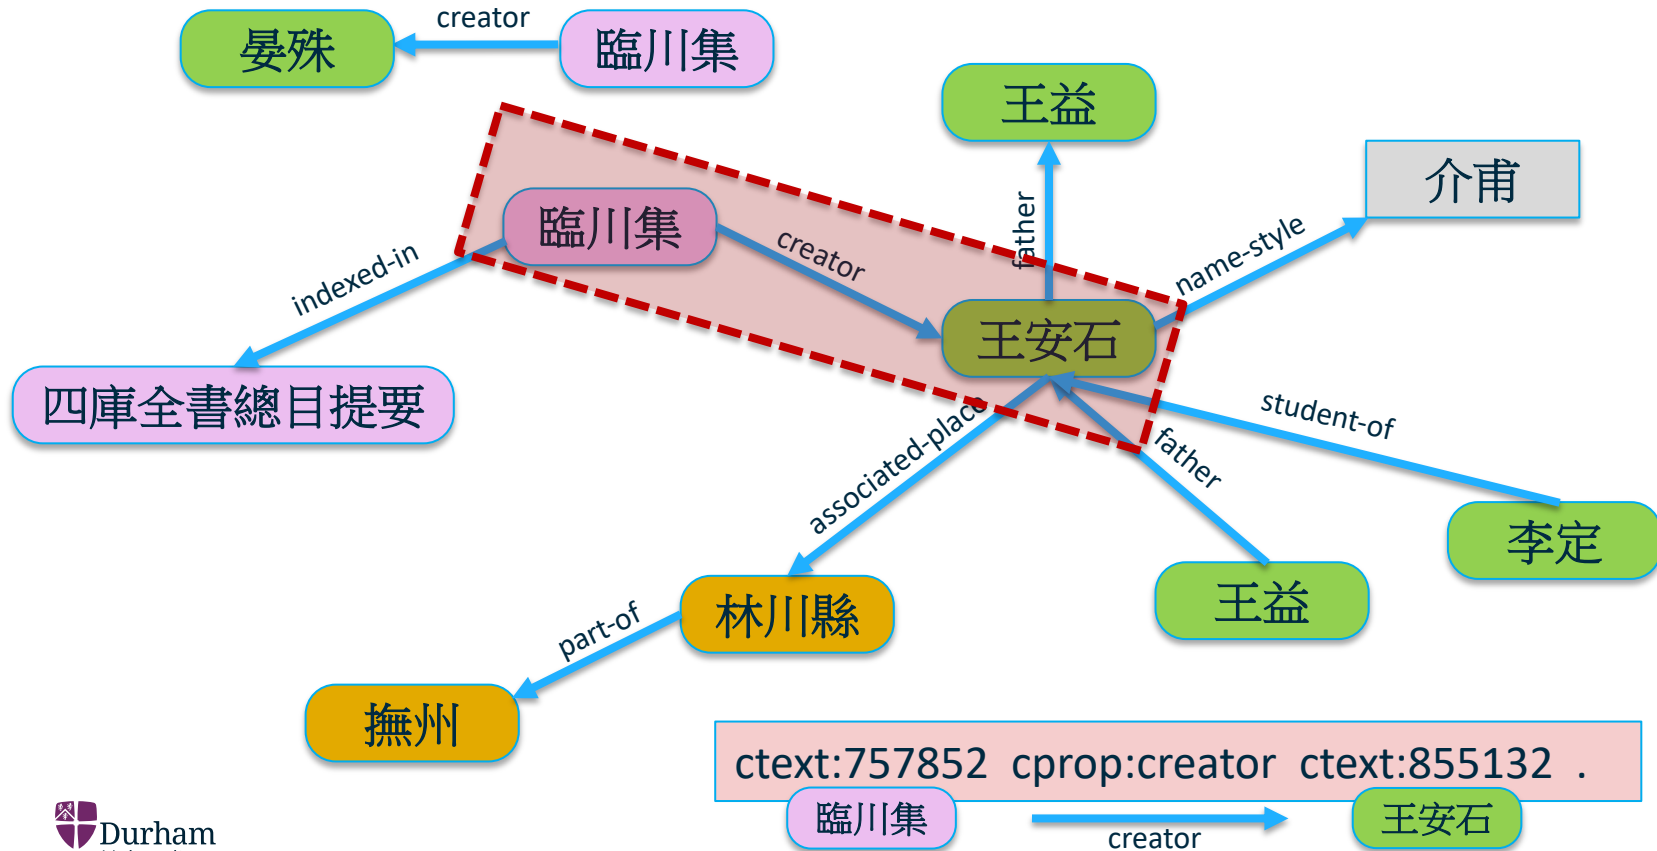 creator
晏殊
臨川集
王益
介甫
father
臨川集
creator
name-style
indexed-in
王安石
四庫全書總目提要
student-of
associated-place
father
李定
王益
林川縣
part-of
撫州
ctext:757852 cprop:creator ctext:855132 .
臨川集
王安石
creator
Durham